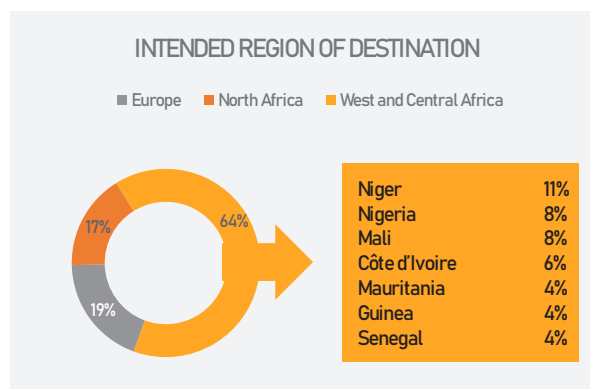 INTENDED REGION OF DESTINATION
Europe North Africa West and Central Africa
64%
17%
19%
Niger 11%
Nigeria 8%
Mali 8%
Côte d'Ivoire 6%
Mauritania 4%
Guinea 4%
Senegal 4%